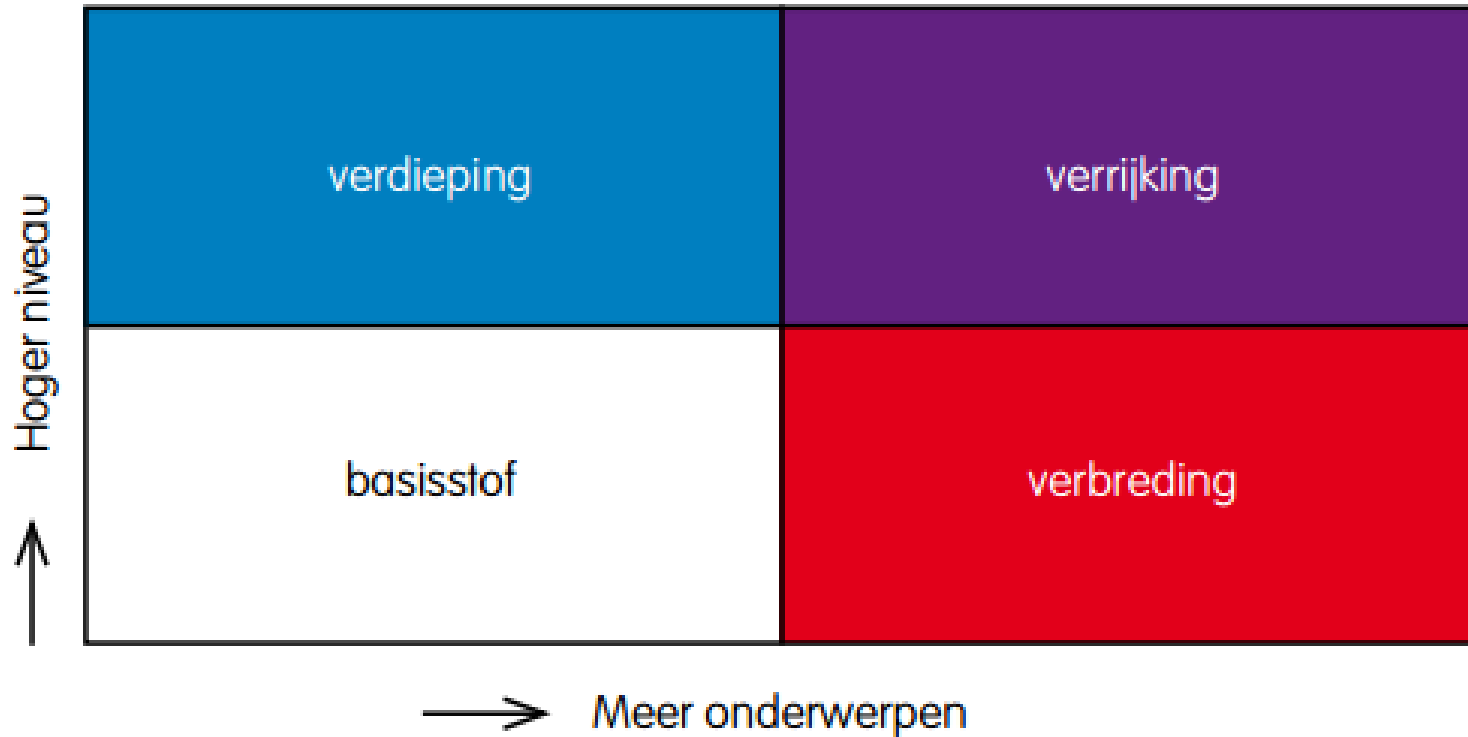 verdieping
verrijking
Hoger niveau
basisstof
verbreding
Meer onderwerpen